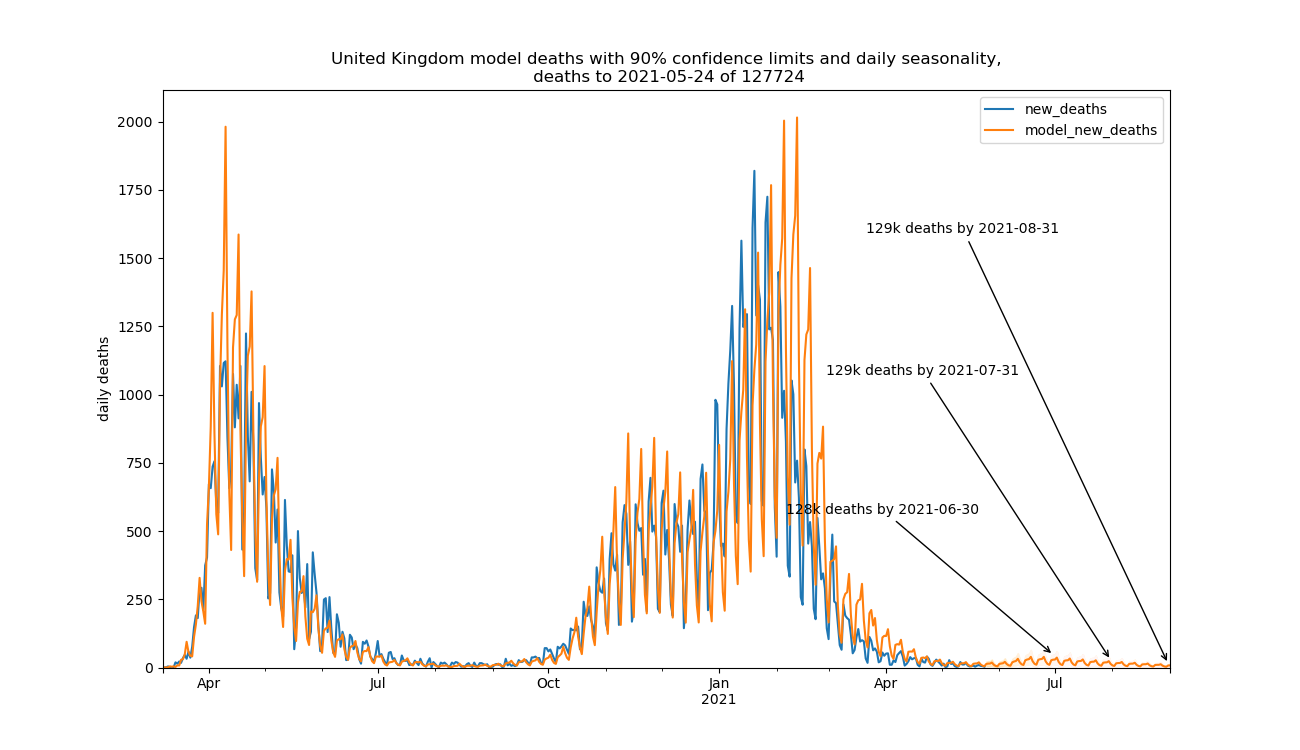 United Kingdom model deaths with 90% confidence limits and daily seasonality,
deaths to 2021-05-24 of 127724
new_deaths
model_new_deaths
2000
1750
1500
1250
1000
750
500
250
0
daily deaths
129k deaths by 2021-08-31
129k deaths by 2021-07-31
128k deaths by 2021-06-30
Apr
Jul
Oct
Jan
2021
Apr
Jul